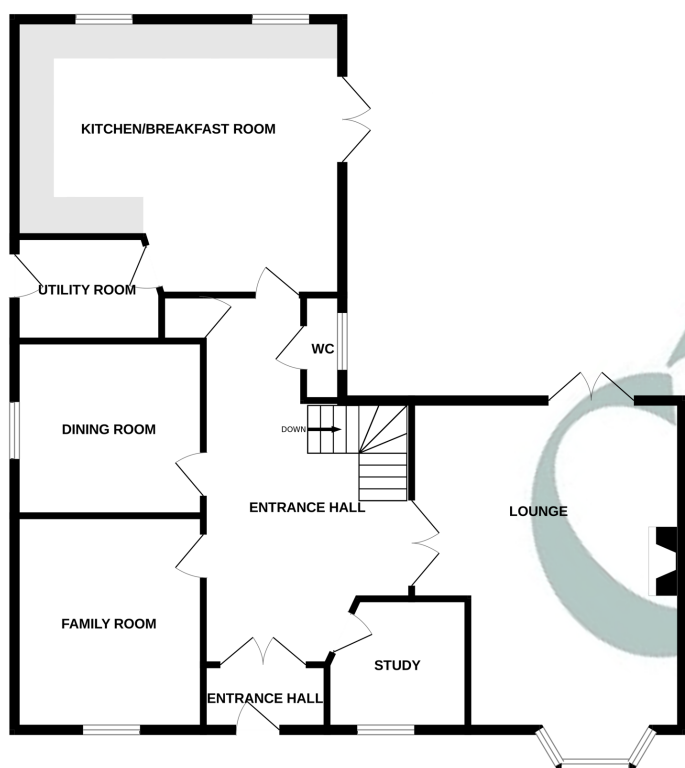 KITCHEN/BREAKFAST ROOM
UTILITY ROOM
WC
DINING ROOM
DOWN
ENTRANCE HALL
LOUNGE
FAMILY ROOM
STUDY
ENTRANCE HALL